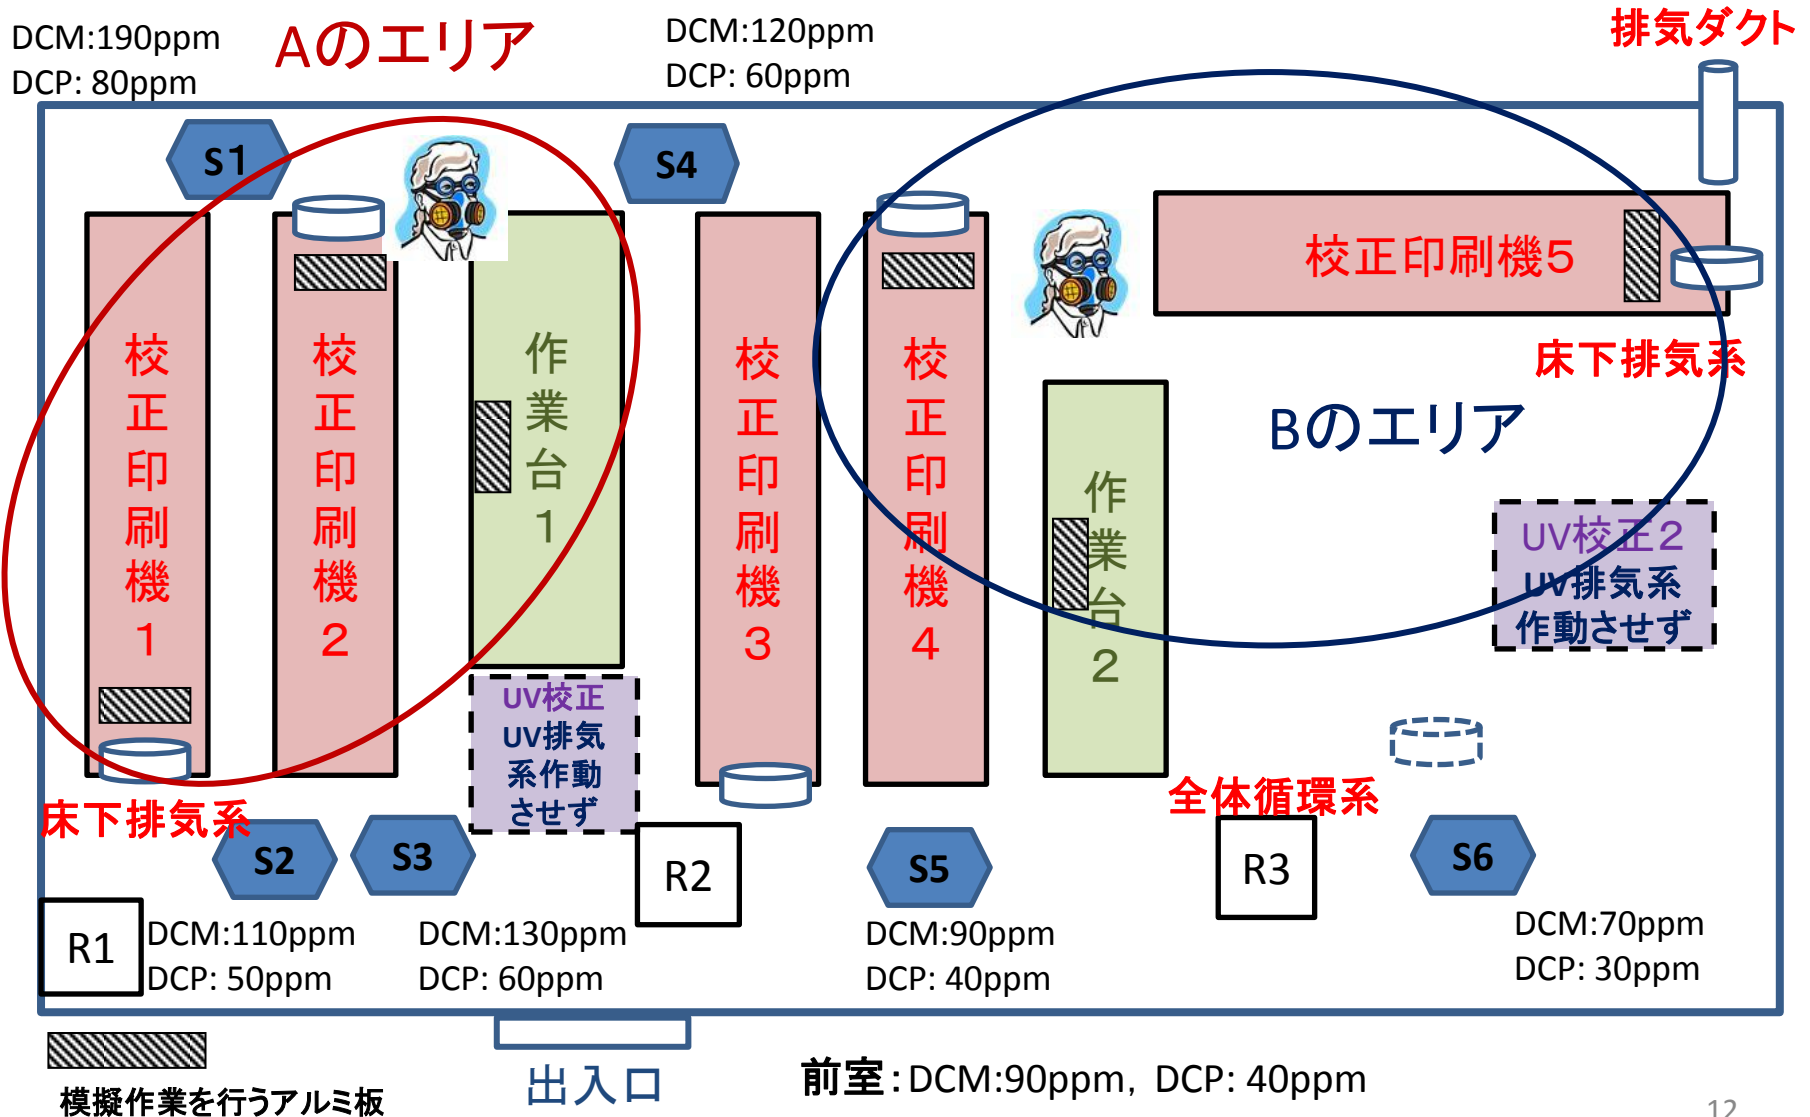 DCM:190ppm
DCP: 80ppm
Aのエリア
DCM:120ppm
DCP: 60ppm
排気ダクト
S1
S4
校正印刷機1
校正印刷機2
作業台1
校正印刷機3
校正印刷機4
校正印刷機5
床下排気系
Bのエリア
作業台2
UV校正2
UV排気系
作動させず
UV校正
UV排気
系作動
させず
床下排気系
全体循環系
S2
S3
R2
S5
R3
S6
R1
DCM:110ppm
DCP: 50ppm
DCM:130ppm
DCP: 60ppm
DCM:90ppm
DCP: 40ppm
DCM:70ppm
DCP: 30ppm
模擬作業を行うアルミ板
出入口
前室:DCM:90ppm, DCP: 40ppm
12